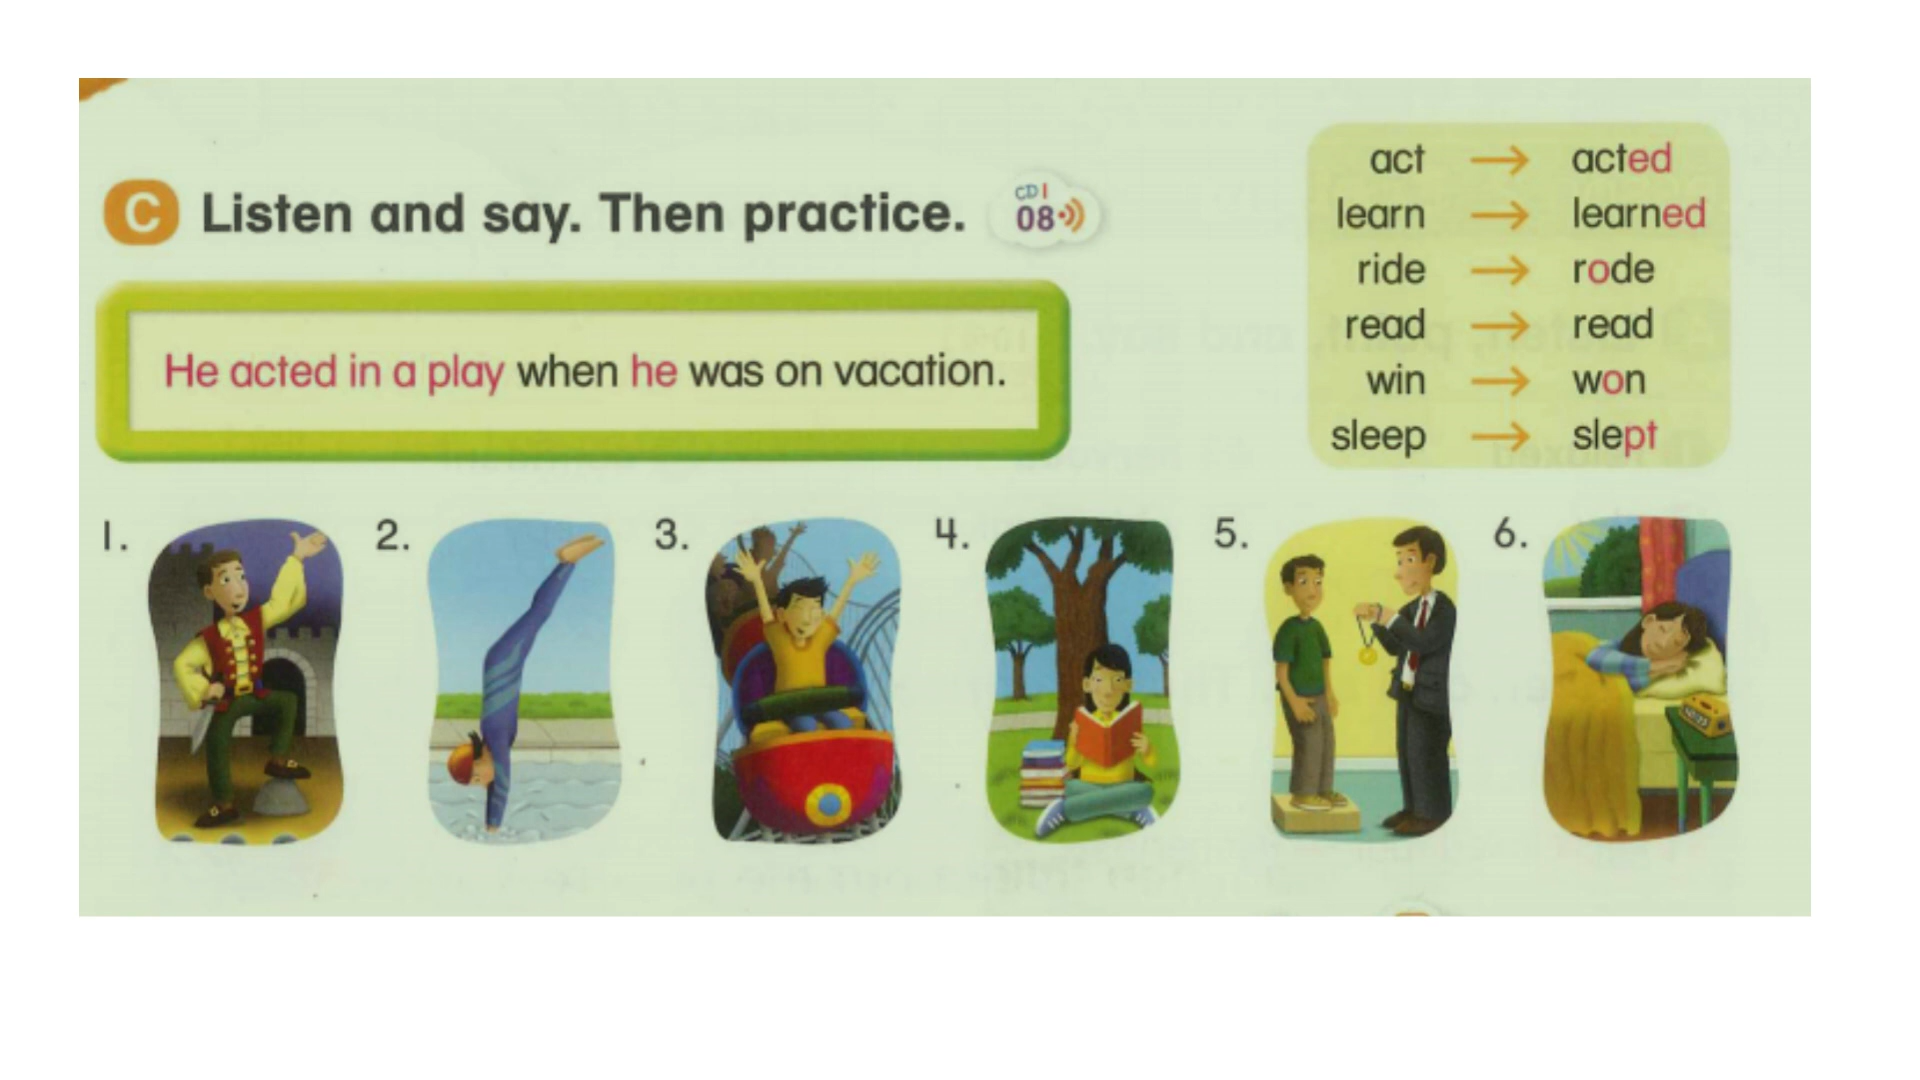 C Listen and say. Then practice.
CD1
08
He acted in a play when he was on vacation.
act → acted
learn → learned
ride → rode
read → read
win → won
sleep → slept
1.
2.
3.
4.
5.
6.